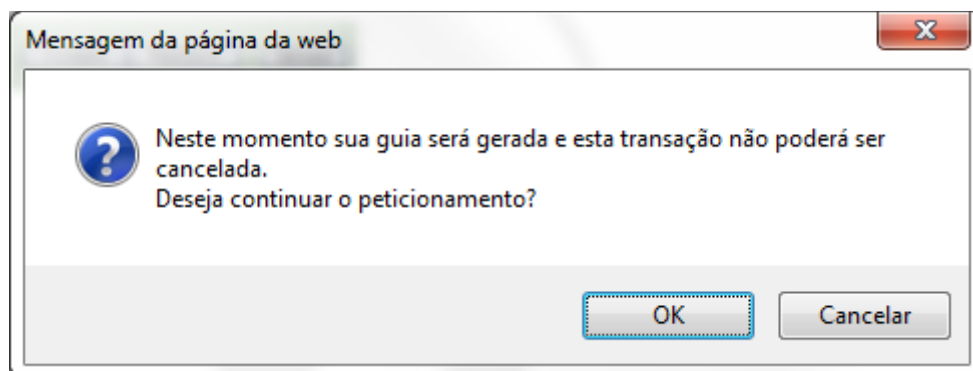 Mensagem da página da web
Neste momento sua guia será gerada e esta transação não poderá ser
cancelada.
Deseja continuar o peticionamento?
OK
Cancelar